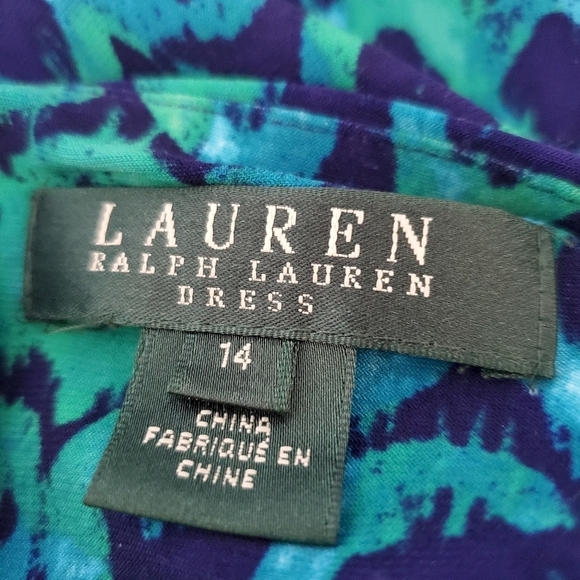 LAUREN
RALPH LAUREN
DRESS
14
CHINA
FABRIQUÉ EN
CHINE